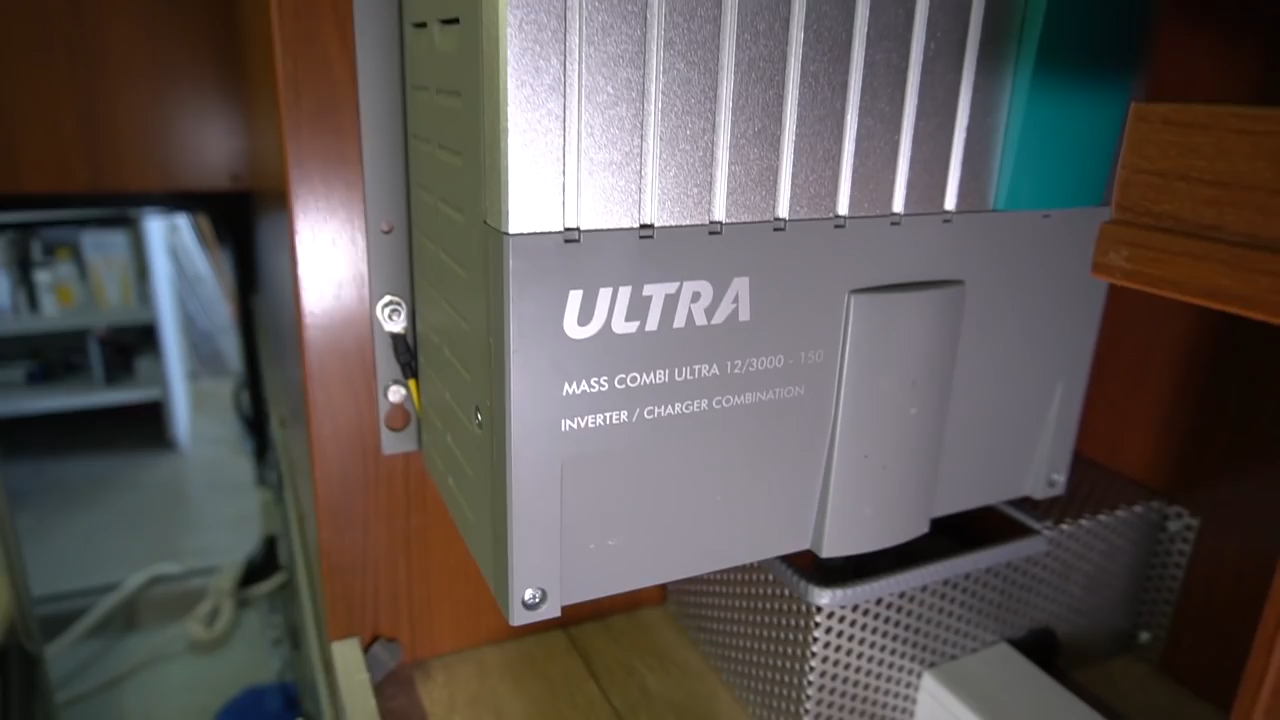 ULTRA
MASS COMBI ULTRA 12/3000 - 150
INVERTER / CHARGER COMBINATION